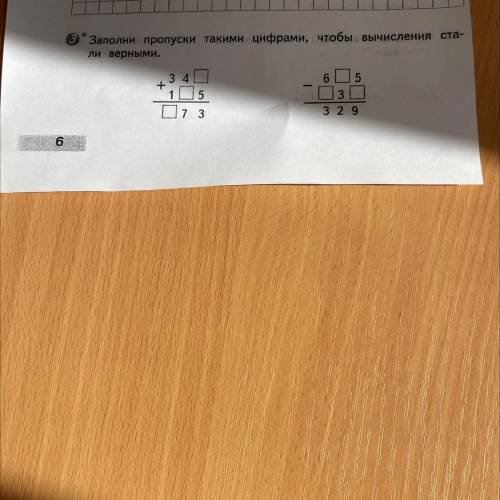 3* Заполни пропуски такими цифрами, чтобы вычисления ста-
ли верными.
+ 3 4 □
1 □ 5
□ 7 3
− 6 □ 5
□ 3 □
3 2 9
6